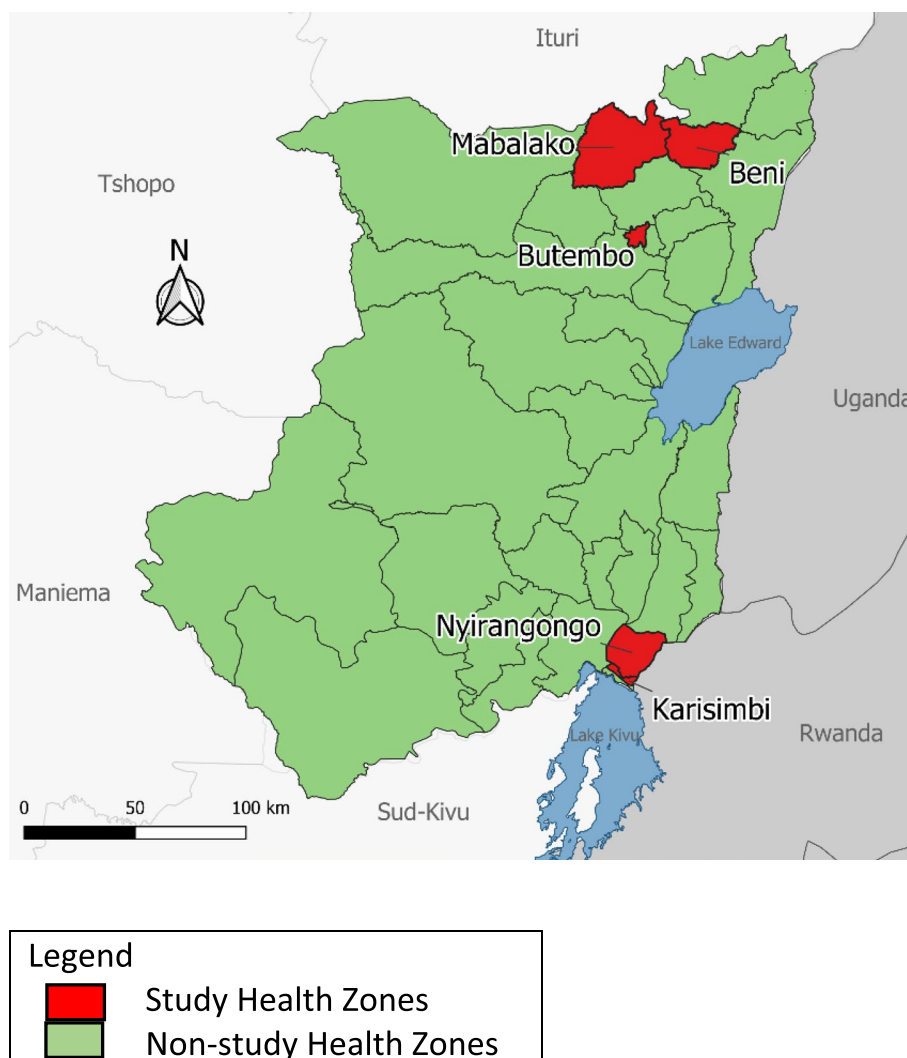 Ituri
Mabalako
Beni
Tshopo
N
Butembo
Lake Edward
Uganda
Maniema
Nyirangongo
Karisimbi
Lake Kivu
Rwanda
0 50 100 km
Sud-Kivu
Legend
Study Health Zones
Non-study Health Zones